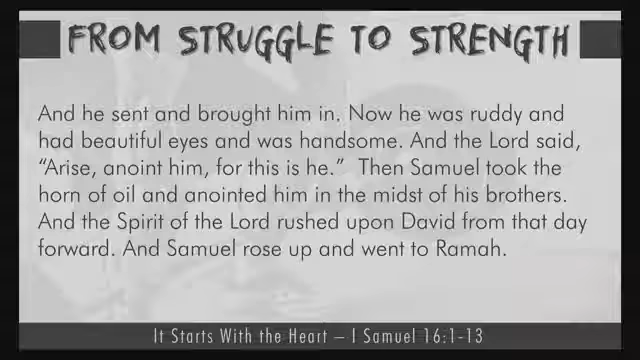 FROM STRUGGLE TO STRENGTH
And he sent and brought him in. Now he was ruddy and
had beautiful eyes and was handsome. And the Lord said,
“Arise, anoint him, for this is he.”  Then Samuel took the
horn of oil and anointed him in the midst of his brothers.
And the Spirit of the Lord rushed upon David from that day
forward. And Samuel rose up and went to Ramah.
It Starts With the Heart – I Samuel 16:1-13